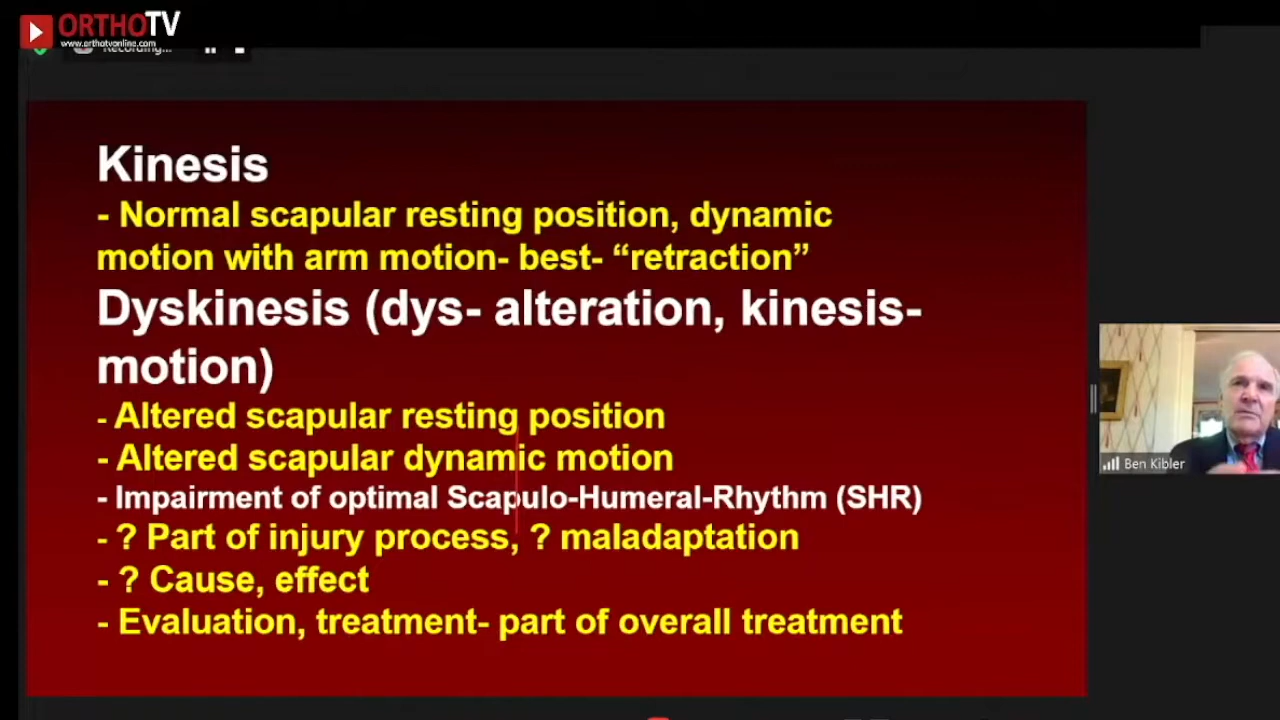 ORTHOTV
www.orthotvonline.com
Recording...
Kinesis
- Normal scapular resting position, dynamic
motion with arm motion- best- “retraction”
Dyskinesis (dys- alteration, kinesis-
motion)
- Altered scapular resting position
- Altered scapular dynamic motion
- Impairment of optimal Scapulo-Humeral-Rhythm (SHR)
- ? Part of injury process, ? maladaptation
- ? Cause, effect
- Evaluation, treatment- part of overall treatment
Ben Kibler